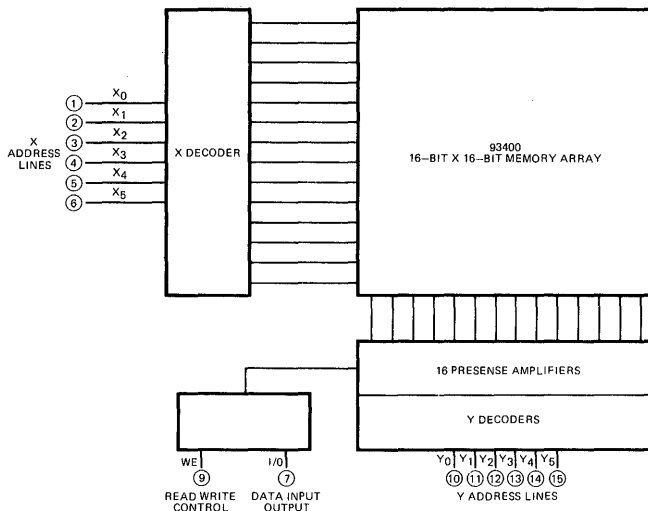 X
ADDRESS
LINES
1 X0
2 X1
3 X2
4 X3
5 X4
6 X5
X DECODER
93400
16-BIT X 16-BIT MEMORY ARRAY
16 PRESENSE AMPLIFIERS
Y DECODERS
WE I/0
9 7
READ WRITE
CONTROL
DATA INPUT
OUTPUT
Y0 Y1 Y2 Y3 Y4 Y5
10 11 12 13 14 15
Y ADDRESS LINES